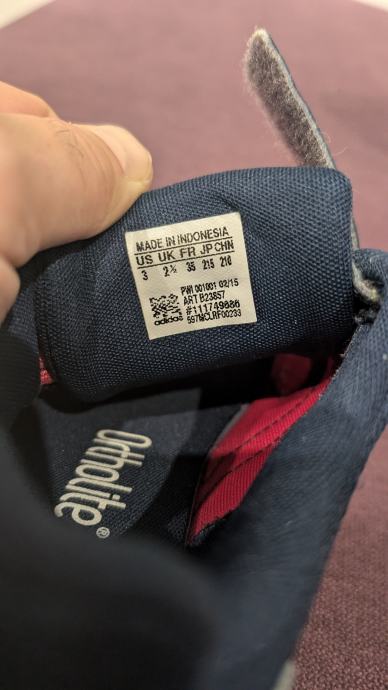 MADE IN INDONESIA
US UK FR JP CHN
3 2½ 35 215 210
PWI 001001 02/15
ART B23857
#111749886
adidas 597MCLRF00233
Ortholite®